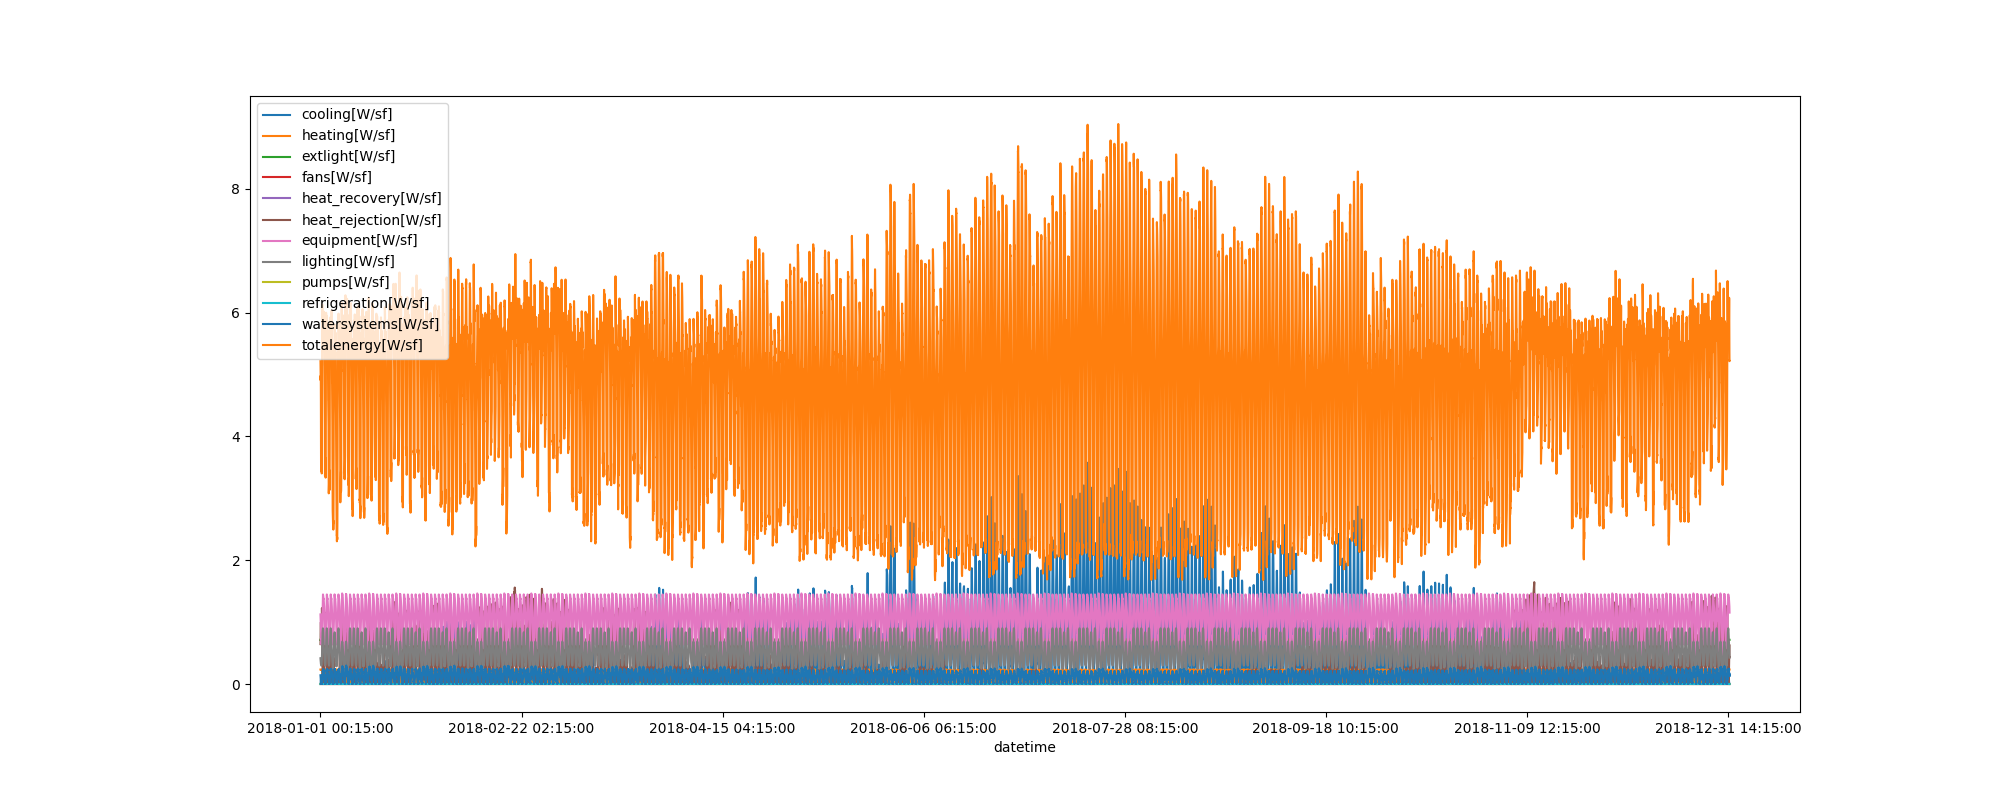 cooling[W/sf]
heating[W/sf]
extlight[W/sf]
fans[W/sf]
heat_recovery[W/sf]
heat_rejection[W/sf]
equipment[W/sf]
lighting[W/sf]
pumps[W/sf]
refrigeration[W/sf]
watersystems[W/sf]
totalenergy[W/sf]
8
6
4
2
0
2018-01-01 00:15:00 2018-02-22 02:15:00 2018-04-15 04:15:00 2018-06-06 06:15:00 2018-07-28 08:15:00 2018-09-18 10:15:00 2018-11-09 12:15:00 2018-12-31 14:15:00
datetime